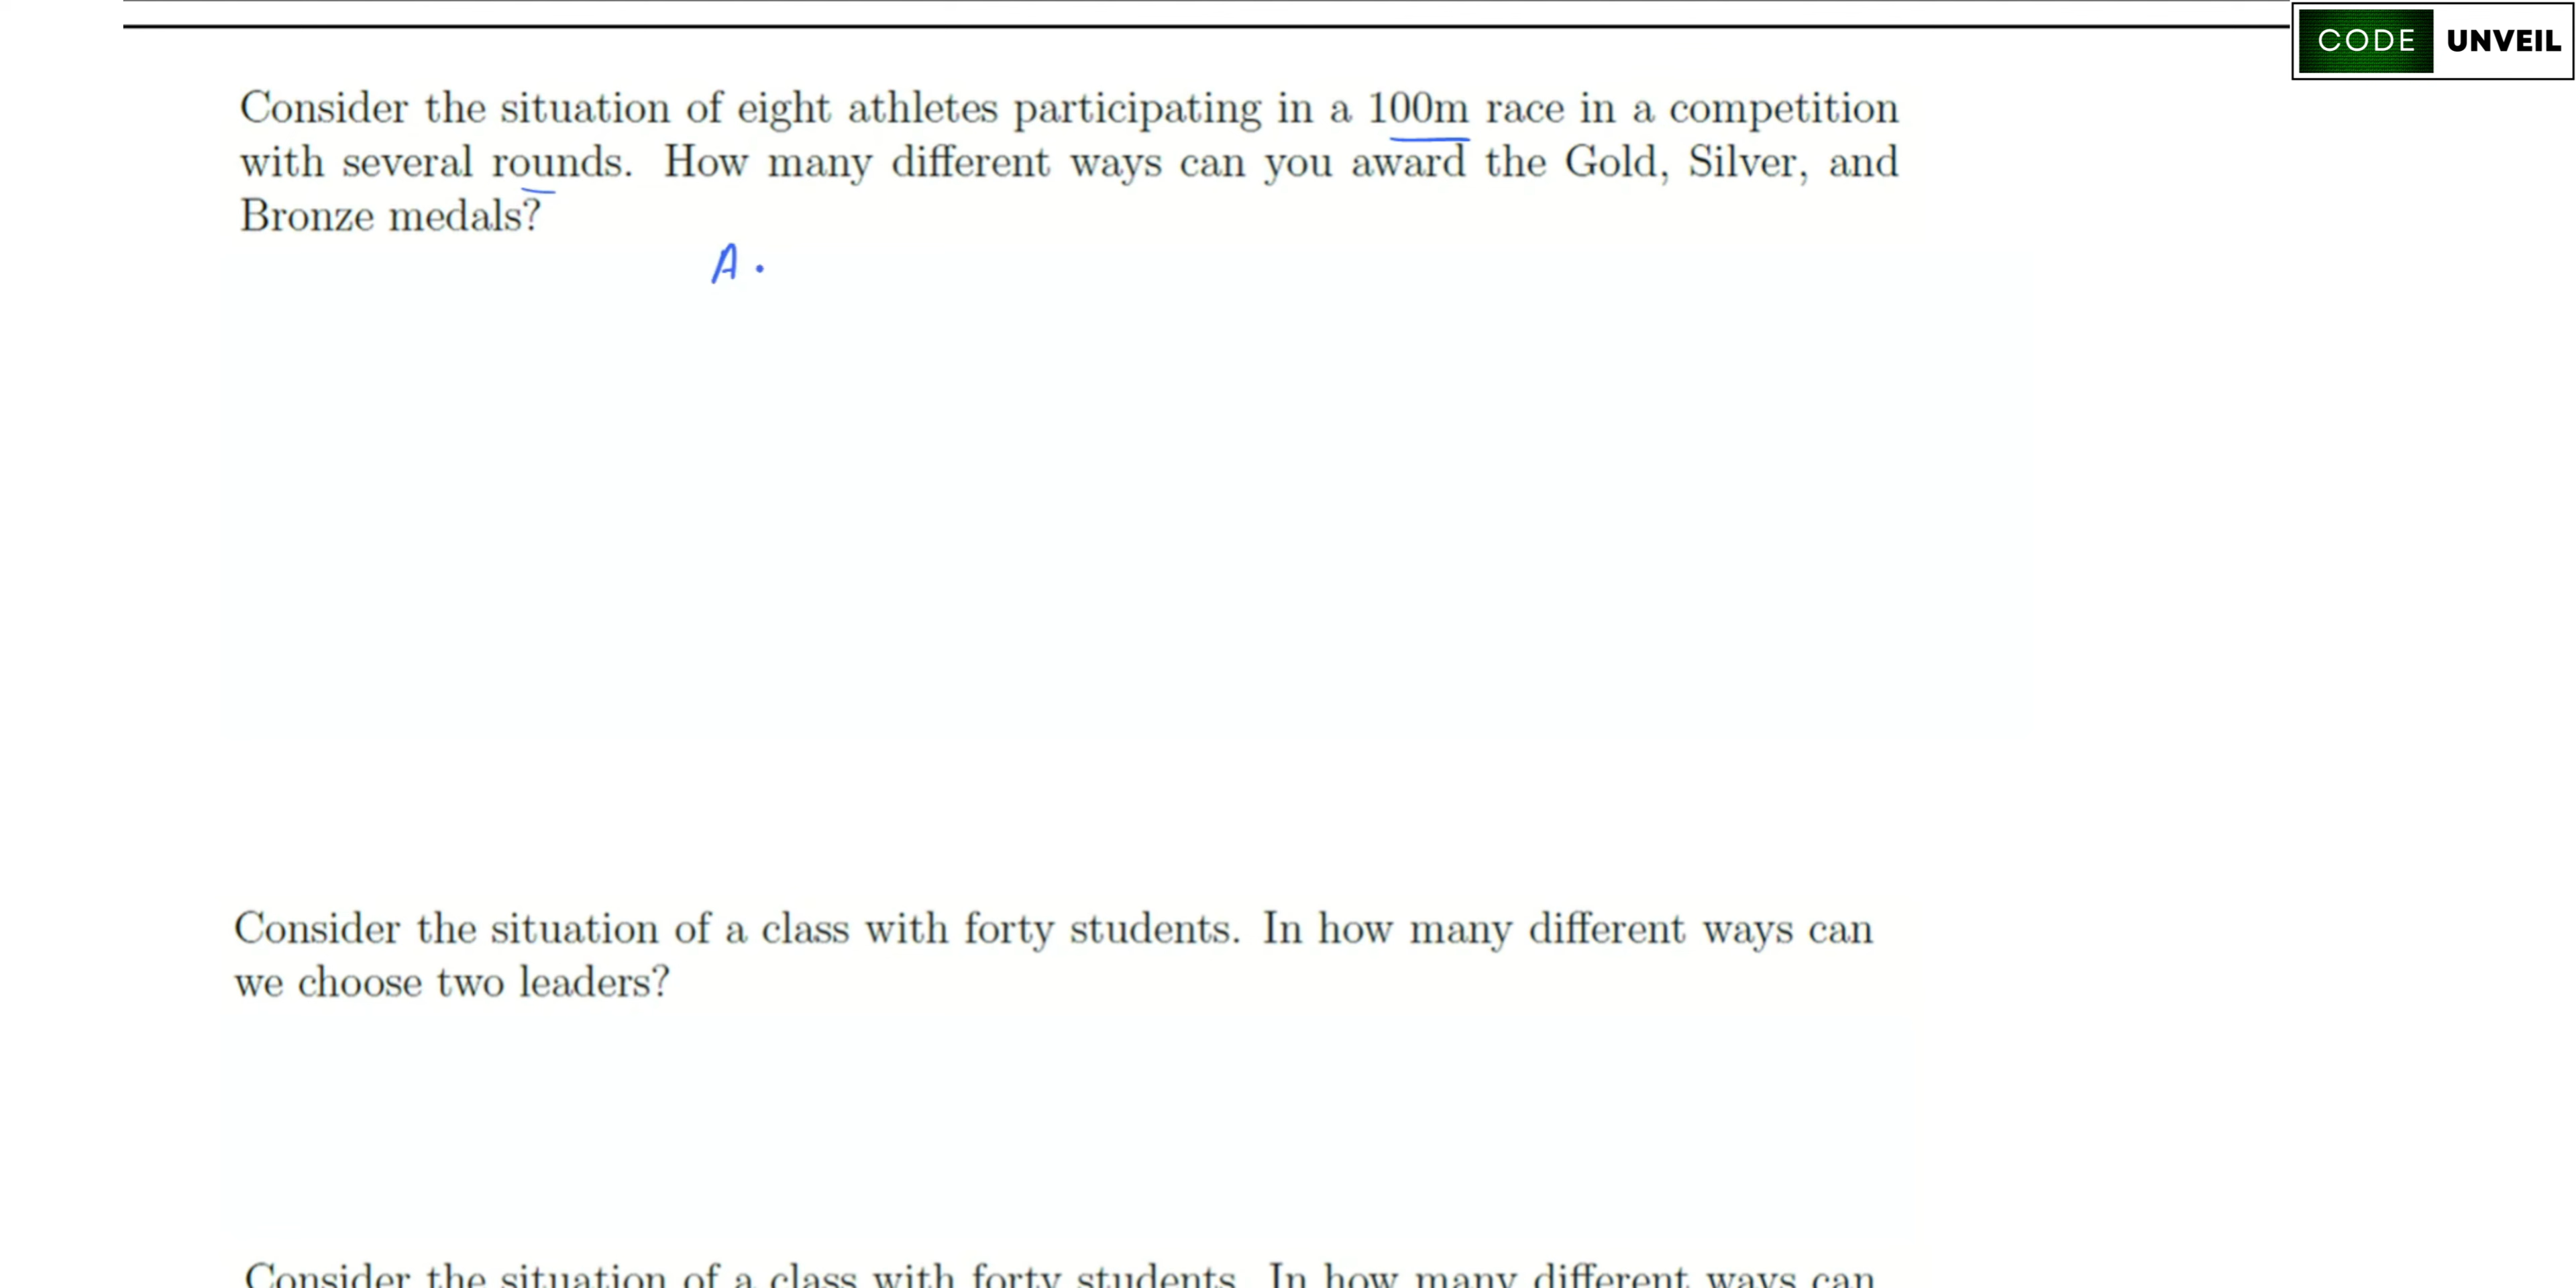 CODE UNVEIL
Consider the situation of eight athletes participating in a 100m race in a competition
with several rounds. How many different ways can you award the Gold, Silver, and
Bronze medals?
A.
Consider the situation of a class with forty students. In how many different ways can
we choose two leaders?
Consider the situation of a class with forty students. In how many different ways can